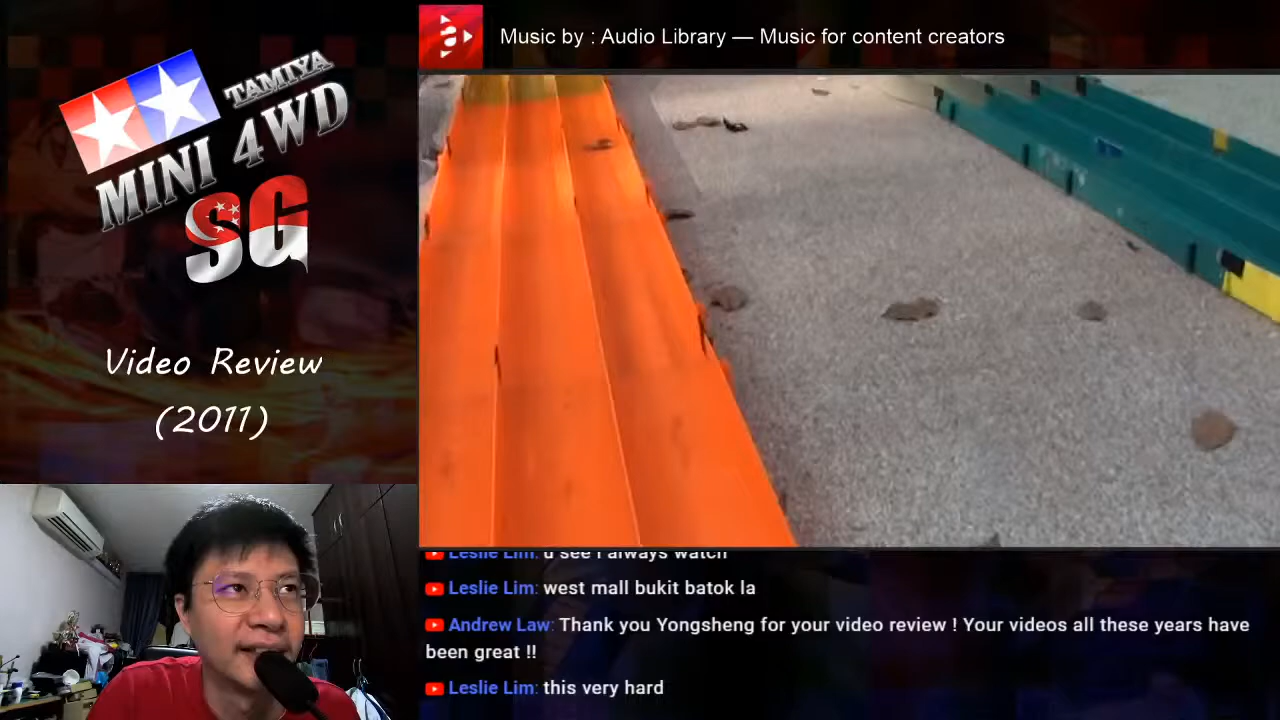 Music by : Audio Library — Music for content creators
TAMIYA
MINI 4WD
SG
Video Review
(2011)
Leslie Lim: u see i always watch
Leslie Lim: west mall bukit batok la
Andrew Law: Thank you Yongsheng for your video review ! Your videos all these years have
been great !!
Leslie Lim: this very hard